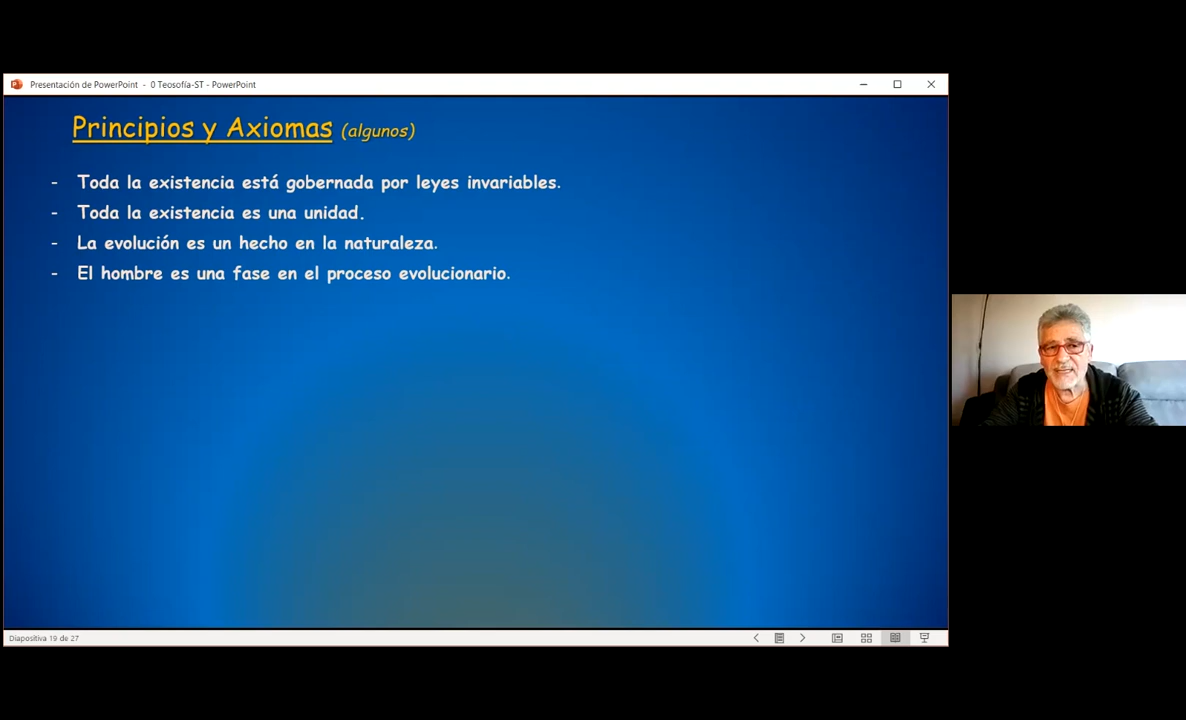 Presentación de PowerPoint - 0 Teosofía-ST - PowerPoint
Principios y Axiomas (algunos)
- Toda la existencia está gobernada por leyes invariables.
- Toda la existencia es una unidad.
- La evolución es un hecho en la naturaleza.
- El hombre es una fase en el proceso evolucionario.
Diapositiva 19 de 27